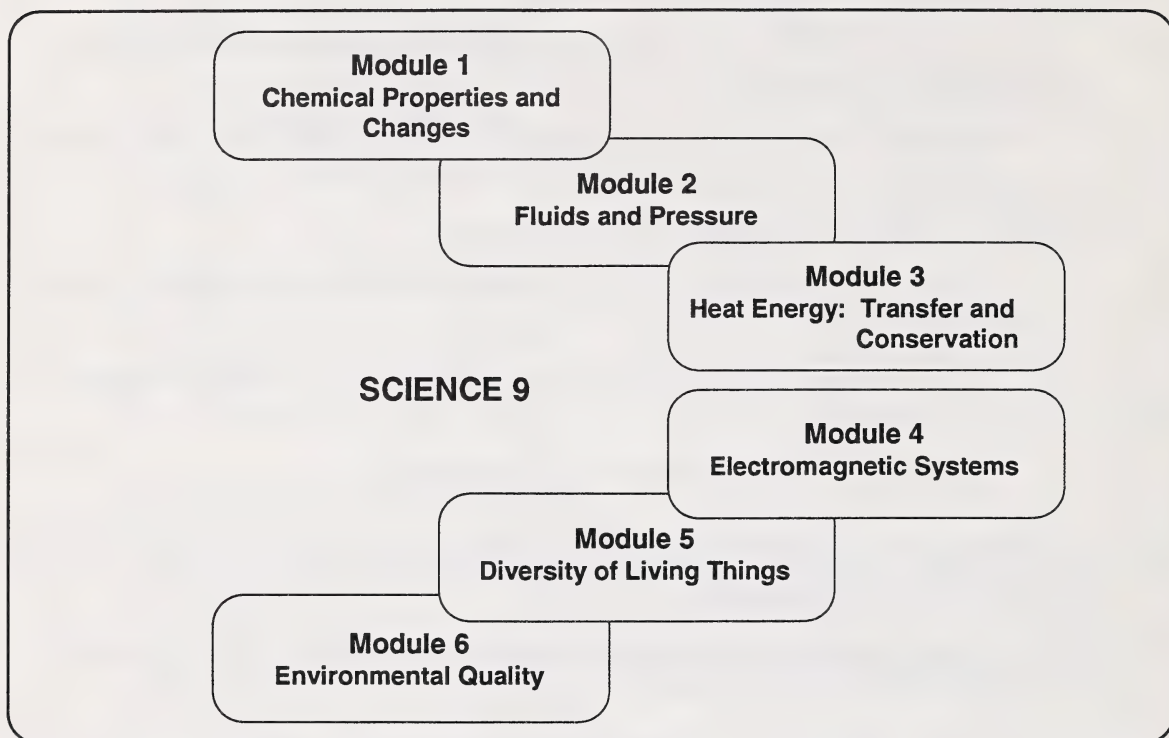 Module 1
Chemical Properties and
Changes
Module 2
Fluids and Pressure
Module 3
Heat Energy: Transfer and
Conservation
SCIENCE 9
Module 4
Electromagnetic Systems
Module 5
Diversity of Living Things
Module 6
Environmental Quality